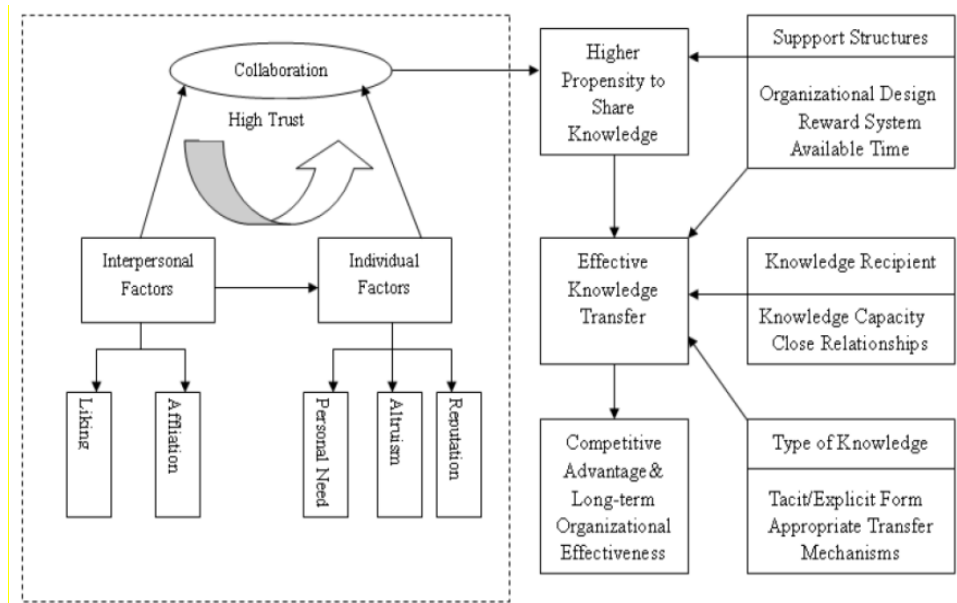 Collaboration
High Trust
Interpersonal
Factors
Individual
Factors
Liking
Affliation
Personal Need
Altruism
Reputation
Higher
Propensity to
Share
Knowledge
Suppport Structures
Organizational Design
Reward System
Available Time
Effective
Knowledge
Transfer
Knowledge Recipient
Knowledge Capacity
Close Relationships
Competitive
Advantage&
Long-term
Organizational
Effectiveness
Type of Knowledge
Tacit/Explicit Form
Appropriate Transfer
Mechanisms